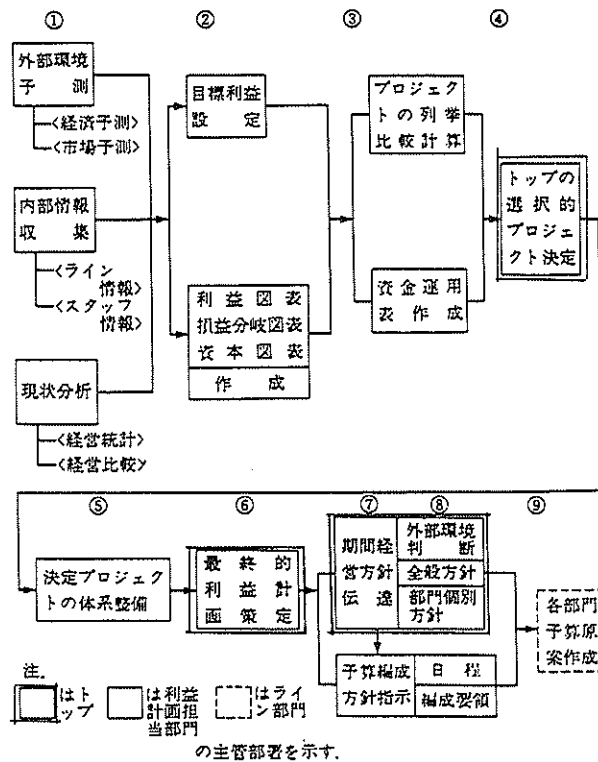 ①
②
③
④
外部環境
予測
<経済予測>
<市場予測>
内部情報
収集
<ライン
情報>
<スタッフ
情報>
現状分析
<経営統計>
<経営比較>
目標利益
設定
利益図表
損益分岐図表
資本図表
作成
プロジェク
トの列挙
比較計算
資金運用
表作成
トップの
選択的
プロジェ
クト決定
⑤
⑥
⑦
⑧
⑨
決定プロジェク
トの体系整備
最終的
利益計
画策定
期間経
営方針
伝達
外部環境
判断
全般方針
部門個別
方針
予算編成
方針指示
日程
編成要領
各部門
予算原
案作成
注.
はト
ップ
は利益
計画担
当部門
はライ
ン部門
の主管部署を示す.